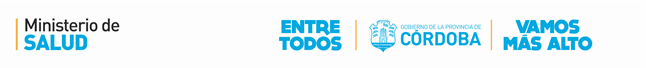 Ministerio de
SALUD
ENTRE
TODOS
GOBIERNO DE LA PROVINCIA DE
CÓRDOBA
VAMOS
MÁS ALTO